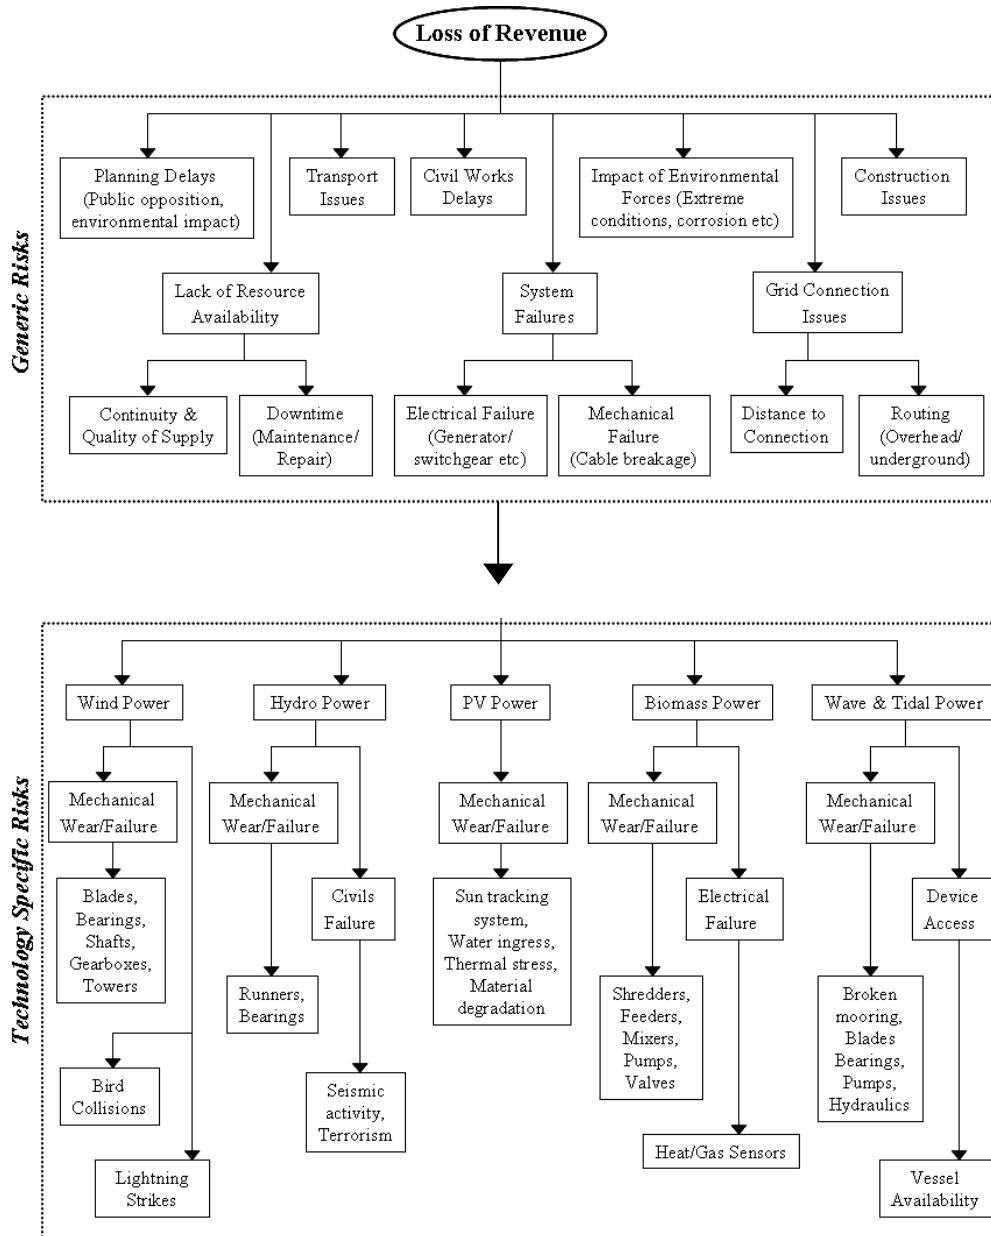 Loss of Revenue
Generic Risks
Planning Delays
(Public opposition,
environmental impact)
Transport
Issues
Civil Works
Delays
Impact of Environmental
Forces (Extreme
conditions, corrosion etc)
Construction
Issues
Lack of Resource
Availability
System
Failures
Grid Connection
Issues
Continuity &
Quality of Supply
Downtime
(Maintenance/
Repair)
Electrical Failure
(Generator/
switchgear etc)
Mechanical
Failure
(Cable breakage)
Distance to
Connection
Routing
(Overhead/
underground)
Technology Specific Risks
Wind Power
Hydro Power
PV Power
Biomass Power
Wave & Tidal Power
Mechanical
Wear/Failure
Mechanical
Wear/Failure
Mechanical
Wear/Failure
Mechanical
Wear/Failure
Mechanical
Wear/Failure
Blades,
Bearings,
Shafts,
Gearboxes,
Towers
Civils
Failure
Sun tracking
system,
Water ingress,
Thermal stress,
Material
degradation
Electrical
Failure
Device
Access
Runners,
Bearings
Shredders,
Feeders,
Mixers,
Pumps,
Valves
Broken
mooring,
Blades
Bearings,
Pumps,
Hydraulics
Bird
Collisions
Seismic
activity,
Terrorism
Heat/Gas Sensors
Lightning
Strikes
Vessel
Availability